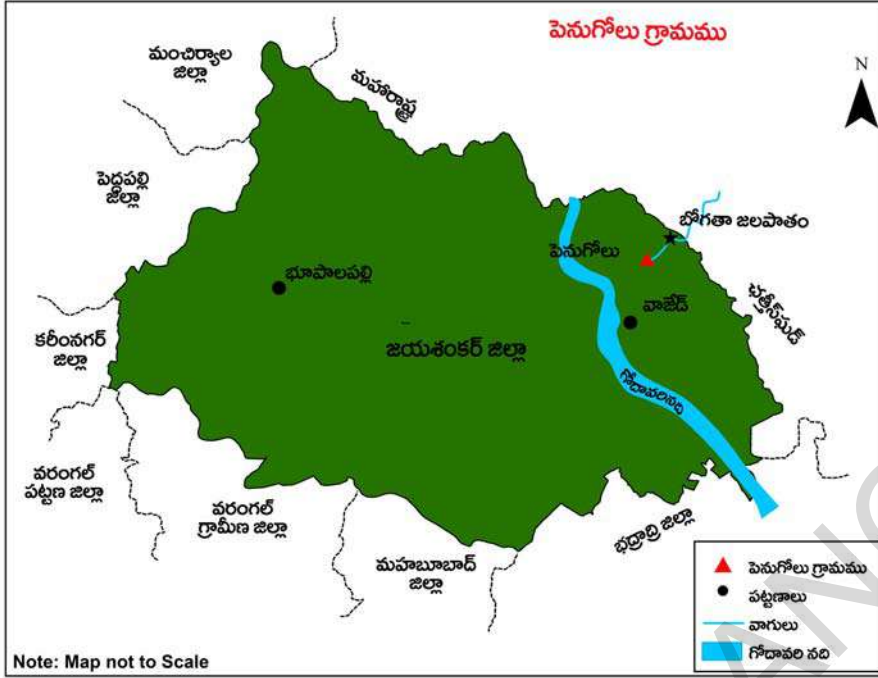 పెనుగోలు గ్రామము
మంచిర్యాల
జిల్లా
మహారాష్ట్ర
N
పెద్దపల్లి
జిల్లా
బోగతా జలపాతం
పెనుగోలు
భూపాలపల్లి
వాజేడ్
ఛత్తీస్‌ఘడ్
కరీంనగర్
జిల్లా
జయశంకర్ జిల్లా
గోదావరినది
వరంగల్
పట్టణ జిల్లా
వరంగల్
గ్రామీణ జిల్లా
భద్రాద్రి జిల్లా
మహబూబాద్
జిల్లా
పెనుగోలు గ్రామము
పట్టణాలు
వాగులు
గోదావరి నది
Note: Map not to Scale